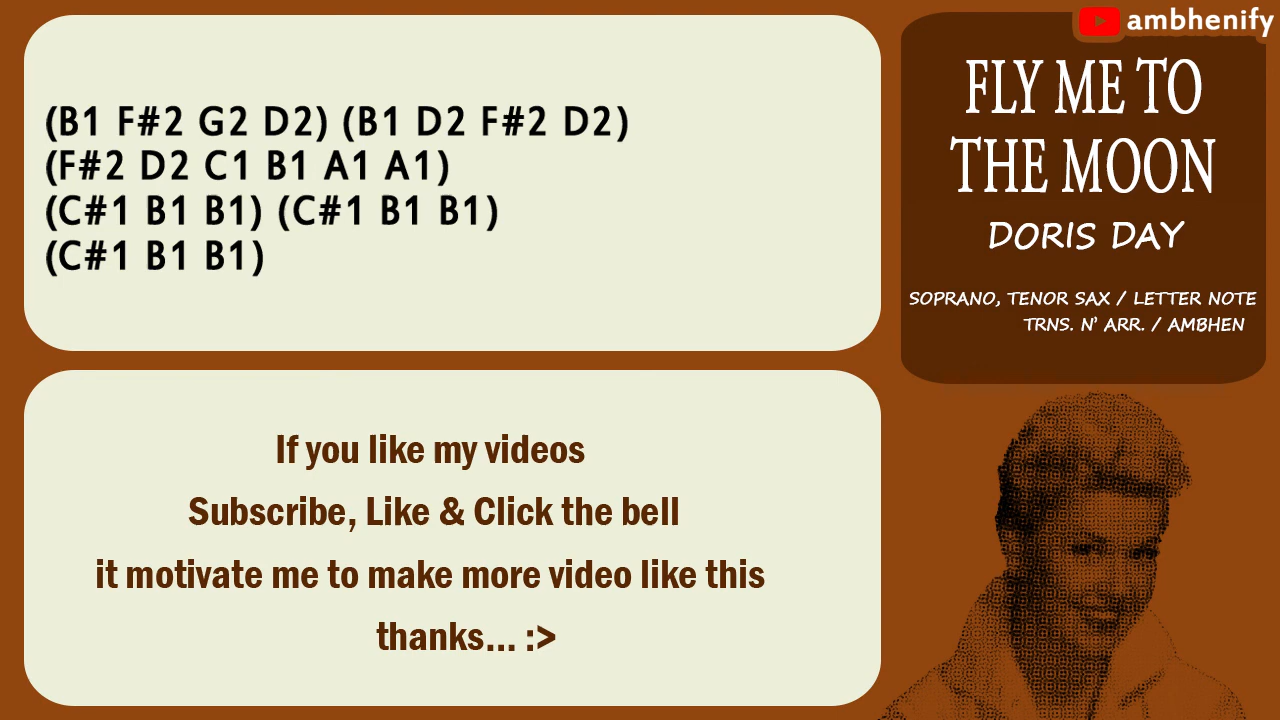 (B1 F#2 G2 D2) (B1 D2 F#2 D2)
(F#2 D2 C1 B1 A1 A1)
(C#1 B1 B1) (C#1 B1 B1)
(C#1 B1 B1)
If you like my videos
Subscribe, Like & Click the bell
it motivate me to make more video like this
thanks... :>
ambhenify
FLY ME TO
THE MOON
DORIS DAY
SOPRANO, TENOR SAX / LETTER NOTE
TRNS. N' ARR. / AMBHEN